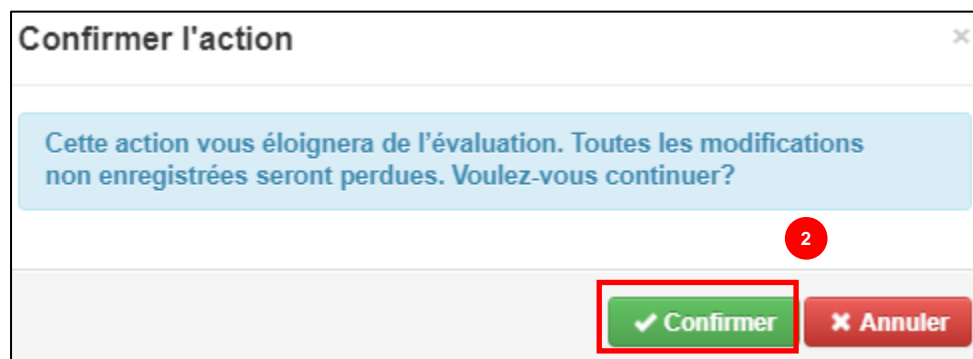 Confirmer l'action ×
Cette action vous éloignera de l’évaluation. Toutes les modifications
non enregistrées seront perdues. Voulez-vous continuer?
2
✔ Confirmer ✖ Annuler